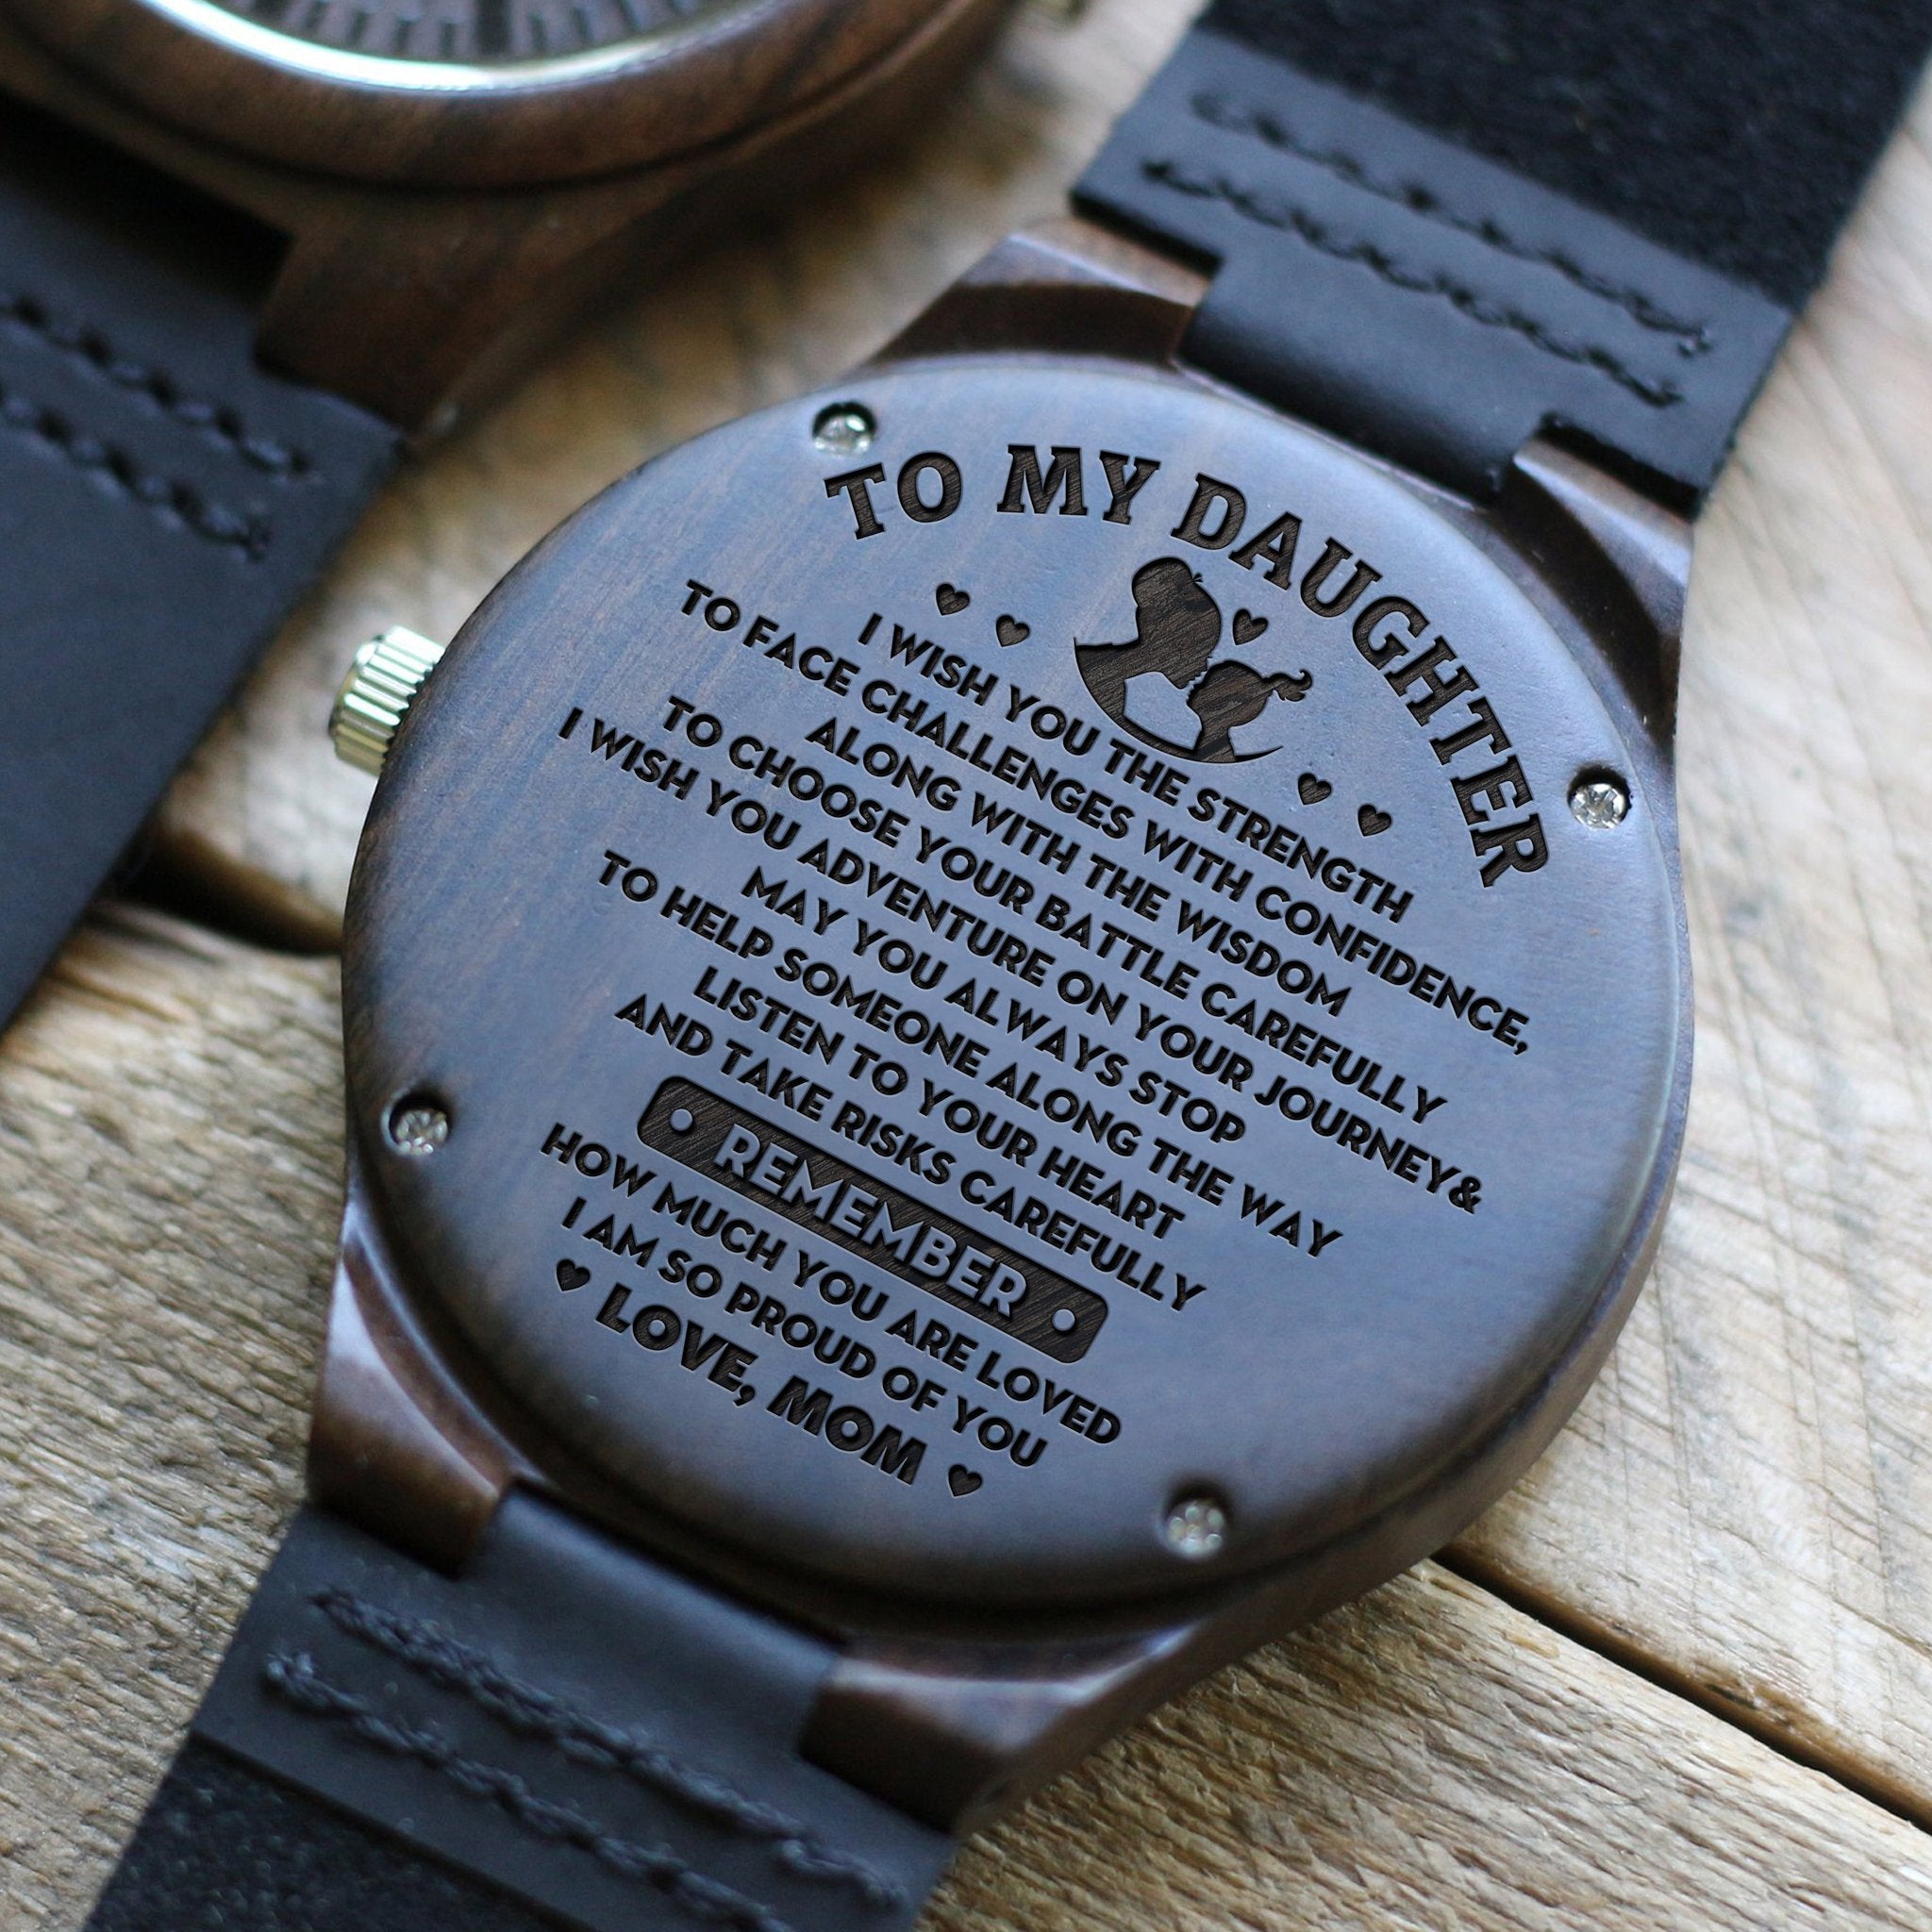 TO MY DAUGHTER
I WISH YOU THE STRENGTH
TO FACE CHALLENGES WITH CONFIDENCE,
ALONG WITH THE WISDOM
TO CHOOSE YOUR BATTLE CAREFULLY
I WISH YOU ADVENTURE ON YOUR JOURNEY&
MAY YOU ALWAYS STOP
TO HELP SOMEONE ALONG THE WAY
LISTEN TO YOUR HEART
AND TAKE RISKS CAREFULLY
REMEMBER
HOW MUCH YOU ARE LOVED
I AM SO PROUD OF YOU
LOVE, MOM